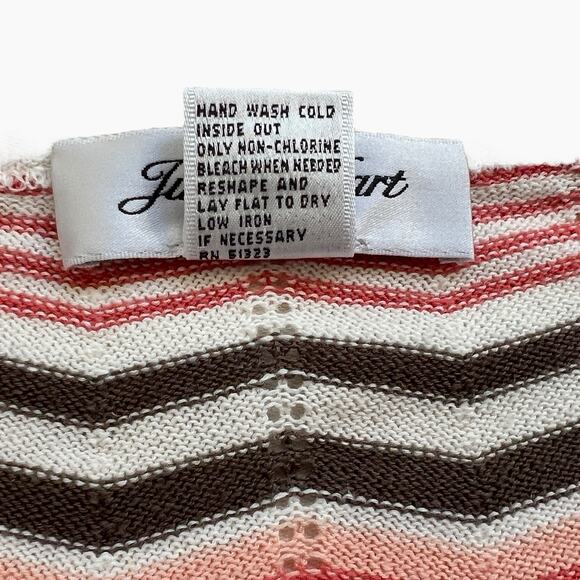 HAND WASH COLD
INSIDE OUT
ONLY NON-CHLORINE
BLEACH WHEN NEEDED
RESHAPE AND
LAY FLAT TO DRY
LOW IRON
IF NECESSARY
RN 51323